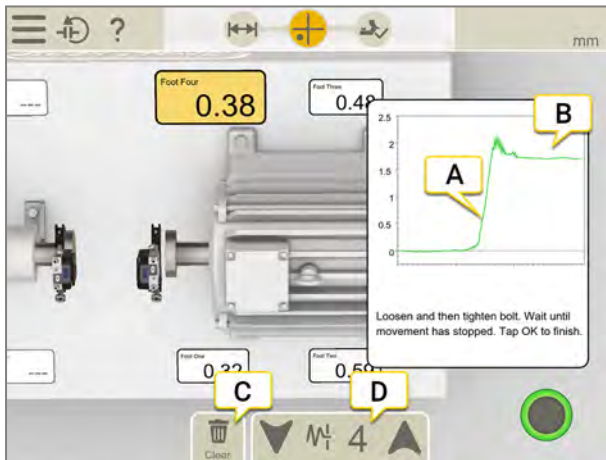 ?
mm
Foot Four
0.38
Foot Three
0.48
2.5
B
2
1.5
A
1
0.5
0
Loosen and then tighten bolt. Wait until
movement has stopped. Tap OK to finish.
Foot One
0.32
Foot Two
0.59
C
D
Clear
4